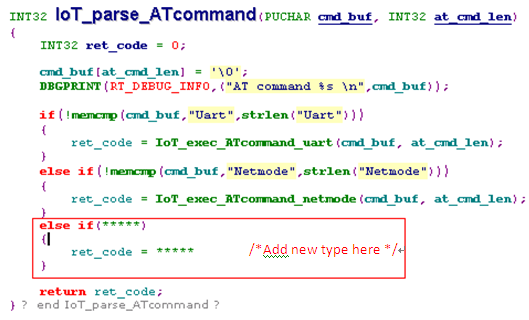 INT32 IoT_parse_ATcommand(PUCHAR cmd_buf, INT32 at_cmd_len)
{
    INT32 ret_code = 0;
    cmd_buf[at_cmd_len] = '\0';
    DBGPRINT(RT_DEBUG_INFO,("AT command %s \n",cmd_buf));
    if(!memcmp(cmd_buf,"Uart",strlen("Uart")))
    {
        ret_code = IoT_exec_ATcommand_uart(cmd_buf, at_cmd_len);
    }
    else if(!memcmp(cmd_buf,"Netmode",strlen("Netmode")))
    {
        ret_code = IoT_exec_ATcommand_netmode(cmd_buf, at_cmd_len);
    }
    else if(*****)
    {
        ret_code = ***** /*Add new type here */
    }
    return ret_code;
} ? end IoT_parse_ATcommand ?